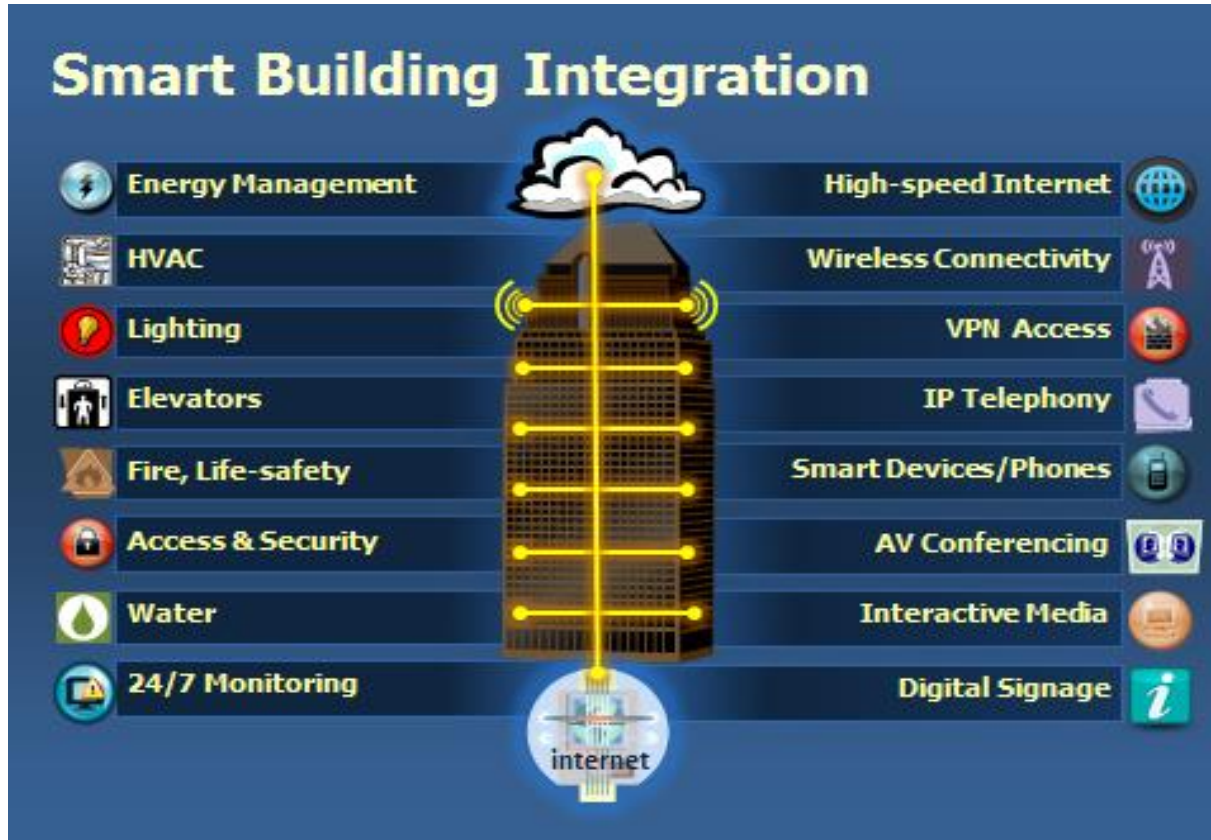 Smart Building Integration
Energy Management
HVAC
Lighting
Elevators
Fire, Life-safety
Access & Security
Water
24/7 Monitoring
High-speed Internet
Wireless Connectivity
VPN Access
IP Telephony
Smart Devices/Phones
AV Conferencing
Interactive Media
Digital Signage
internet